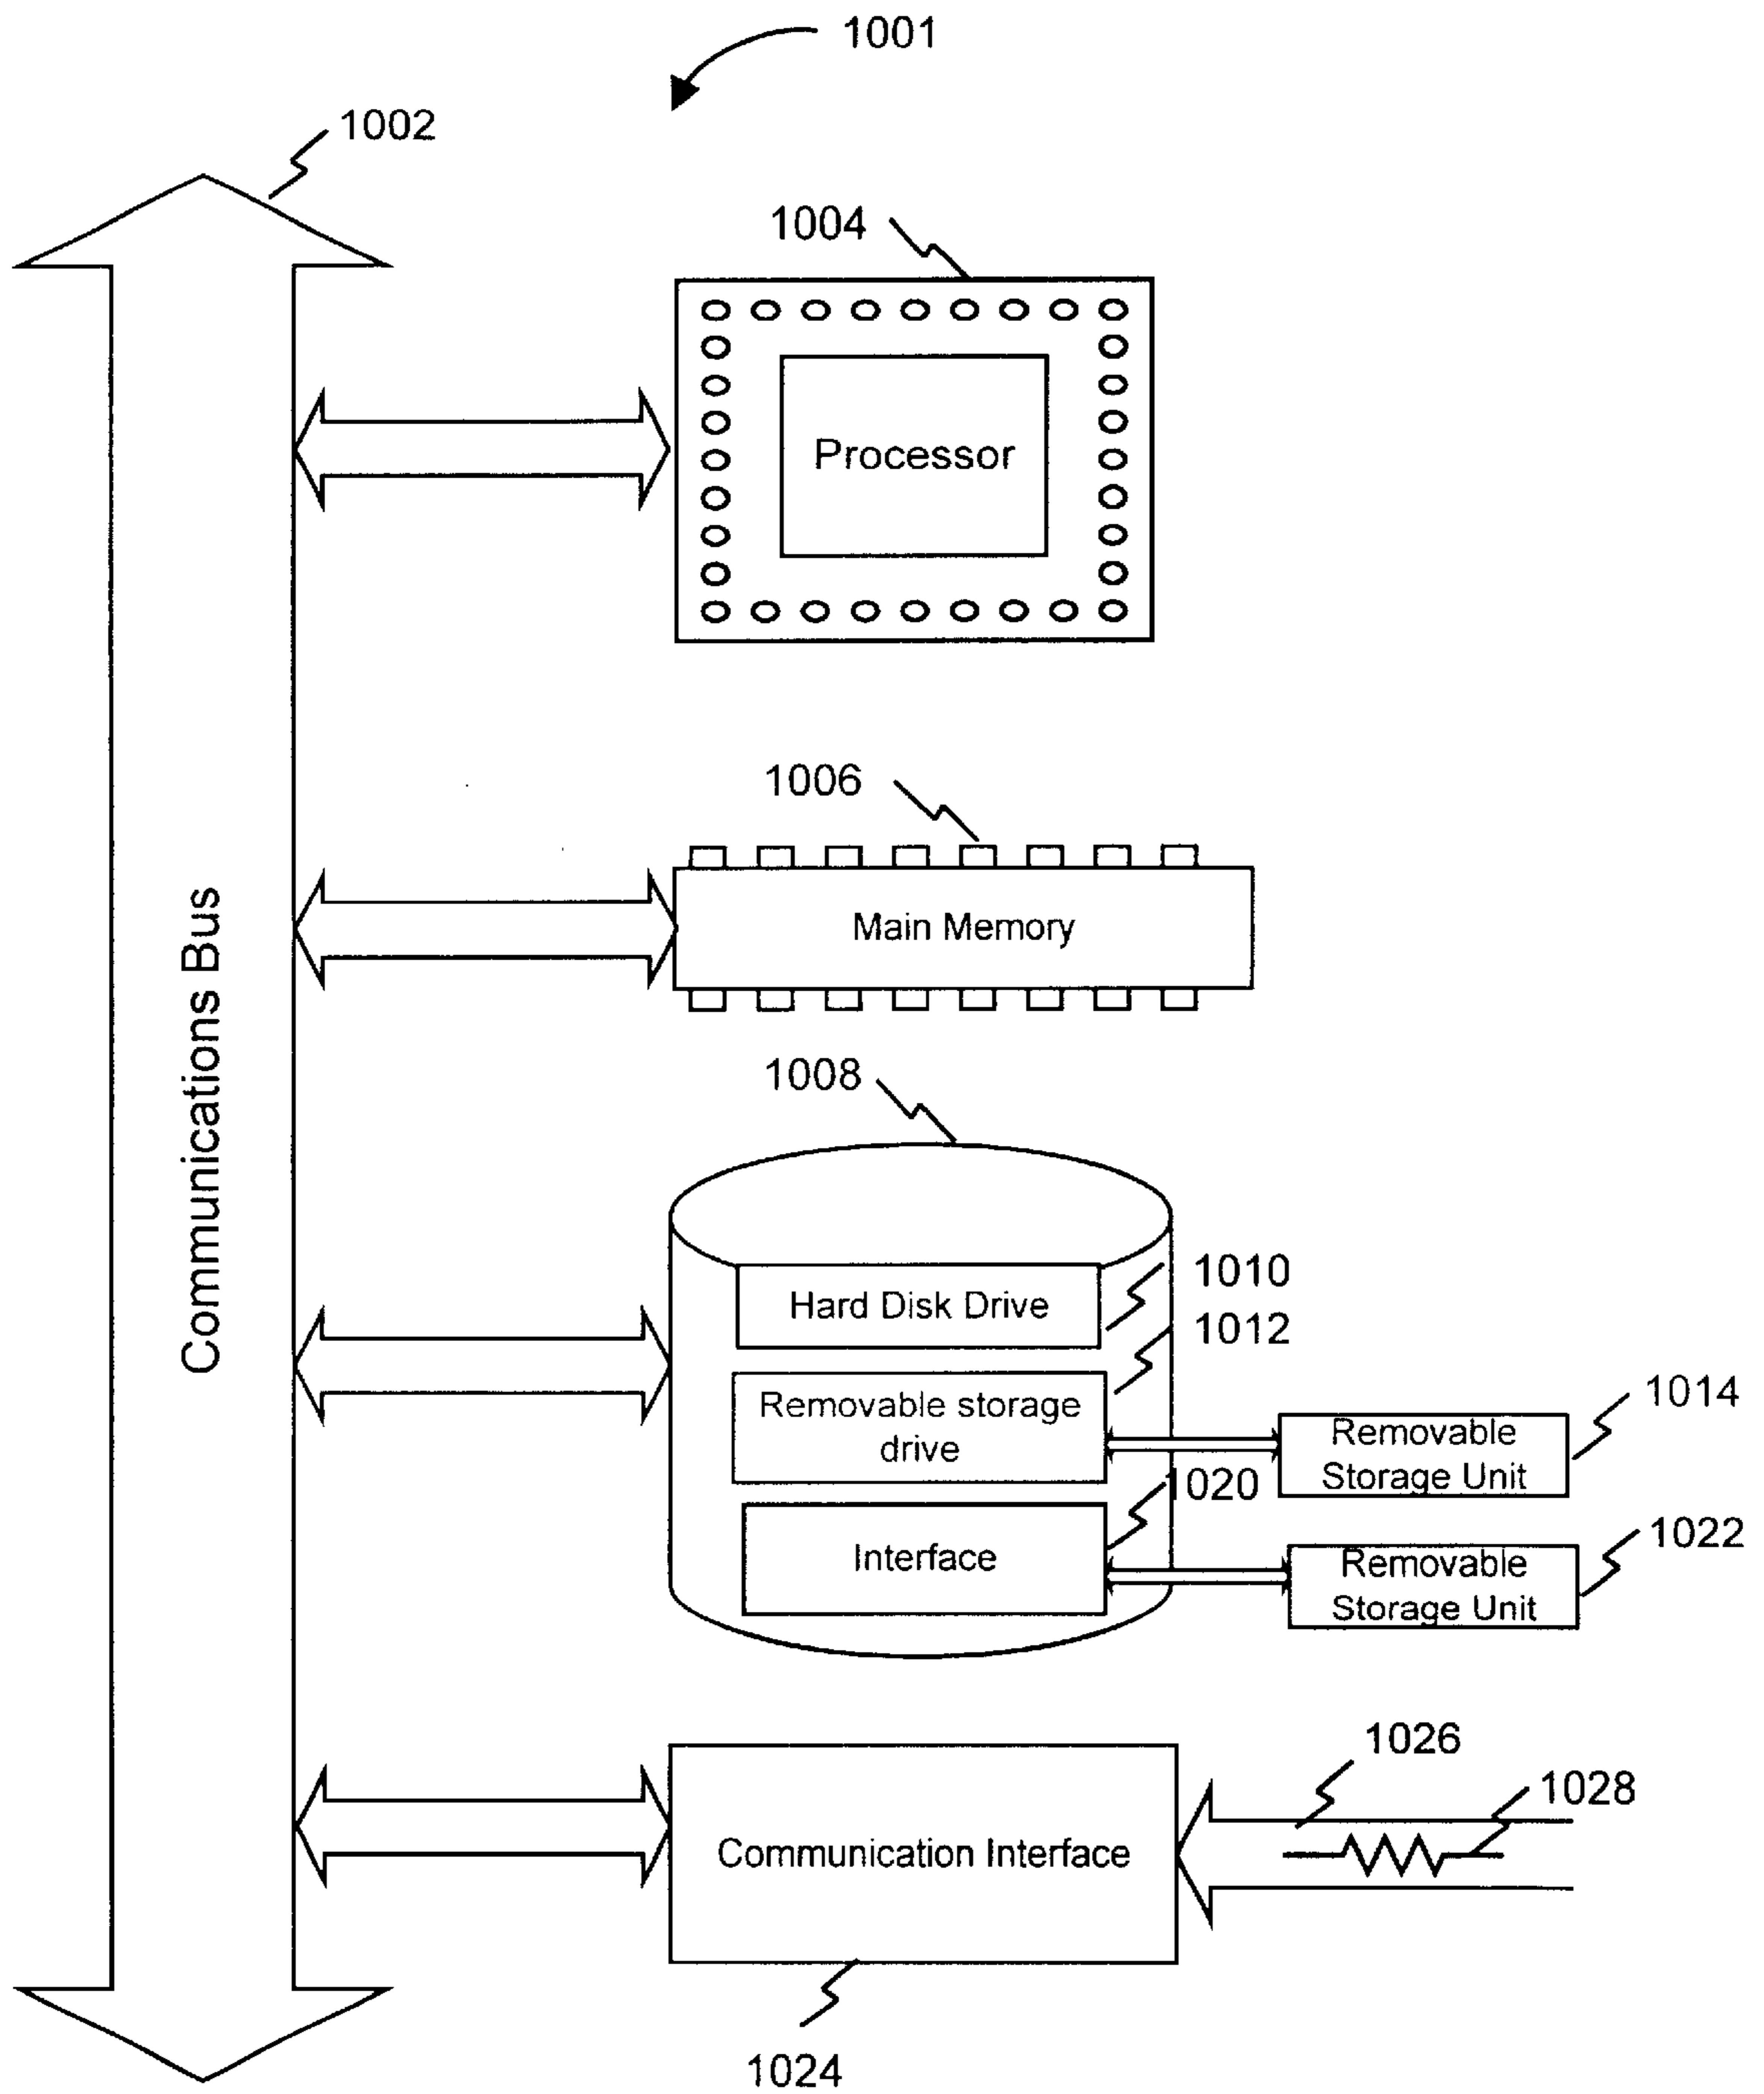 1001
1002
1004
Processor
1006
Main Memory
Communications Bus
1008
1010
Hard Disk Drive
1012
Removable storage
drive
1014
Removable
Storage Unit
1020
Interface
1022
Removable
Storage Unit
1026
1028
Communication Interface
1024